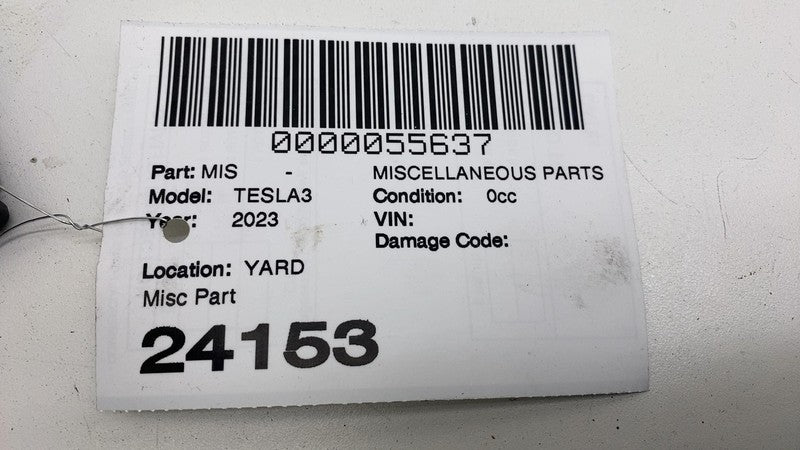 0000055637
Part: MIS - MISCELLANEOUS PARTS
Model: TESLA3 Condition: 0cc
Year: 2023 VIN:
Damage Code:
Location: YARD
Misc Part
24153